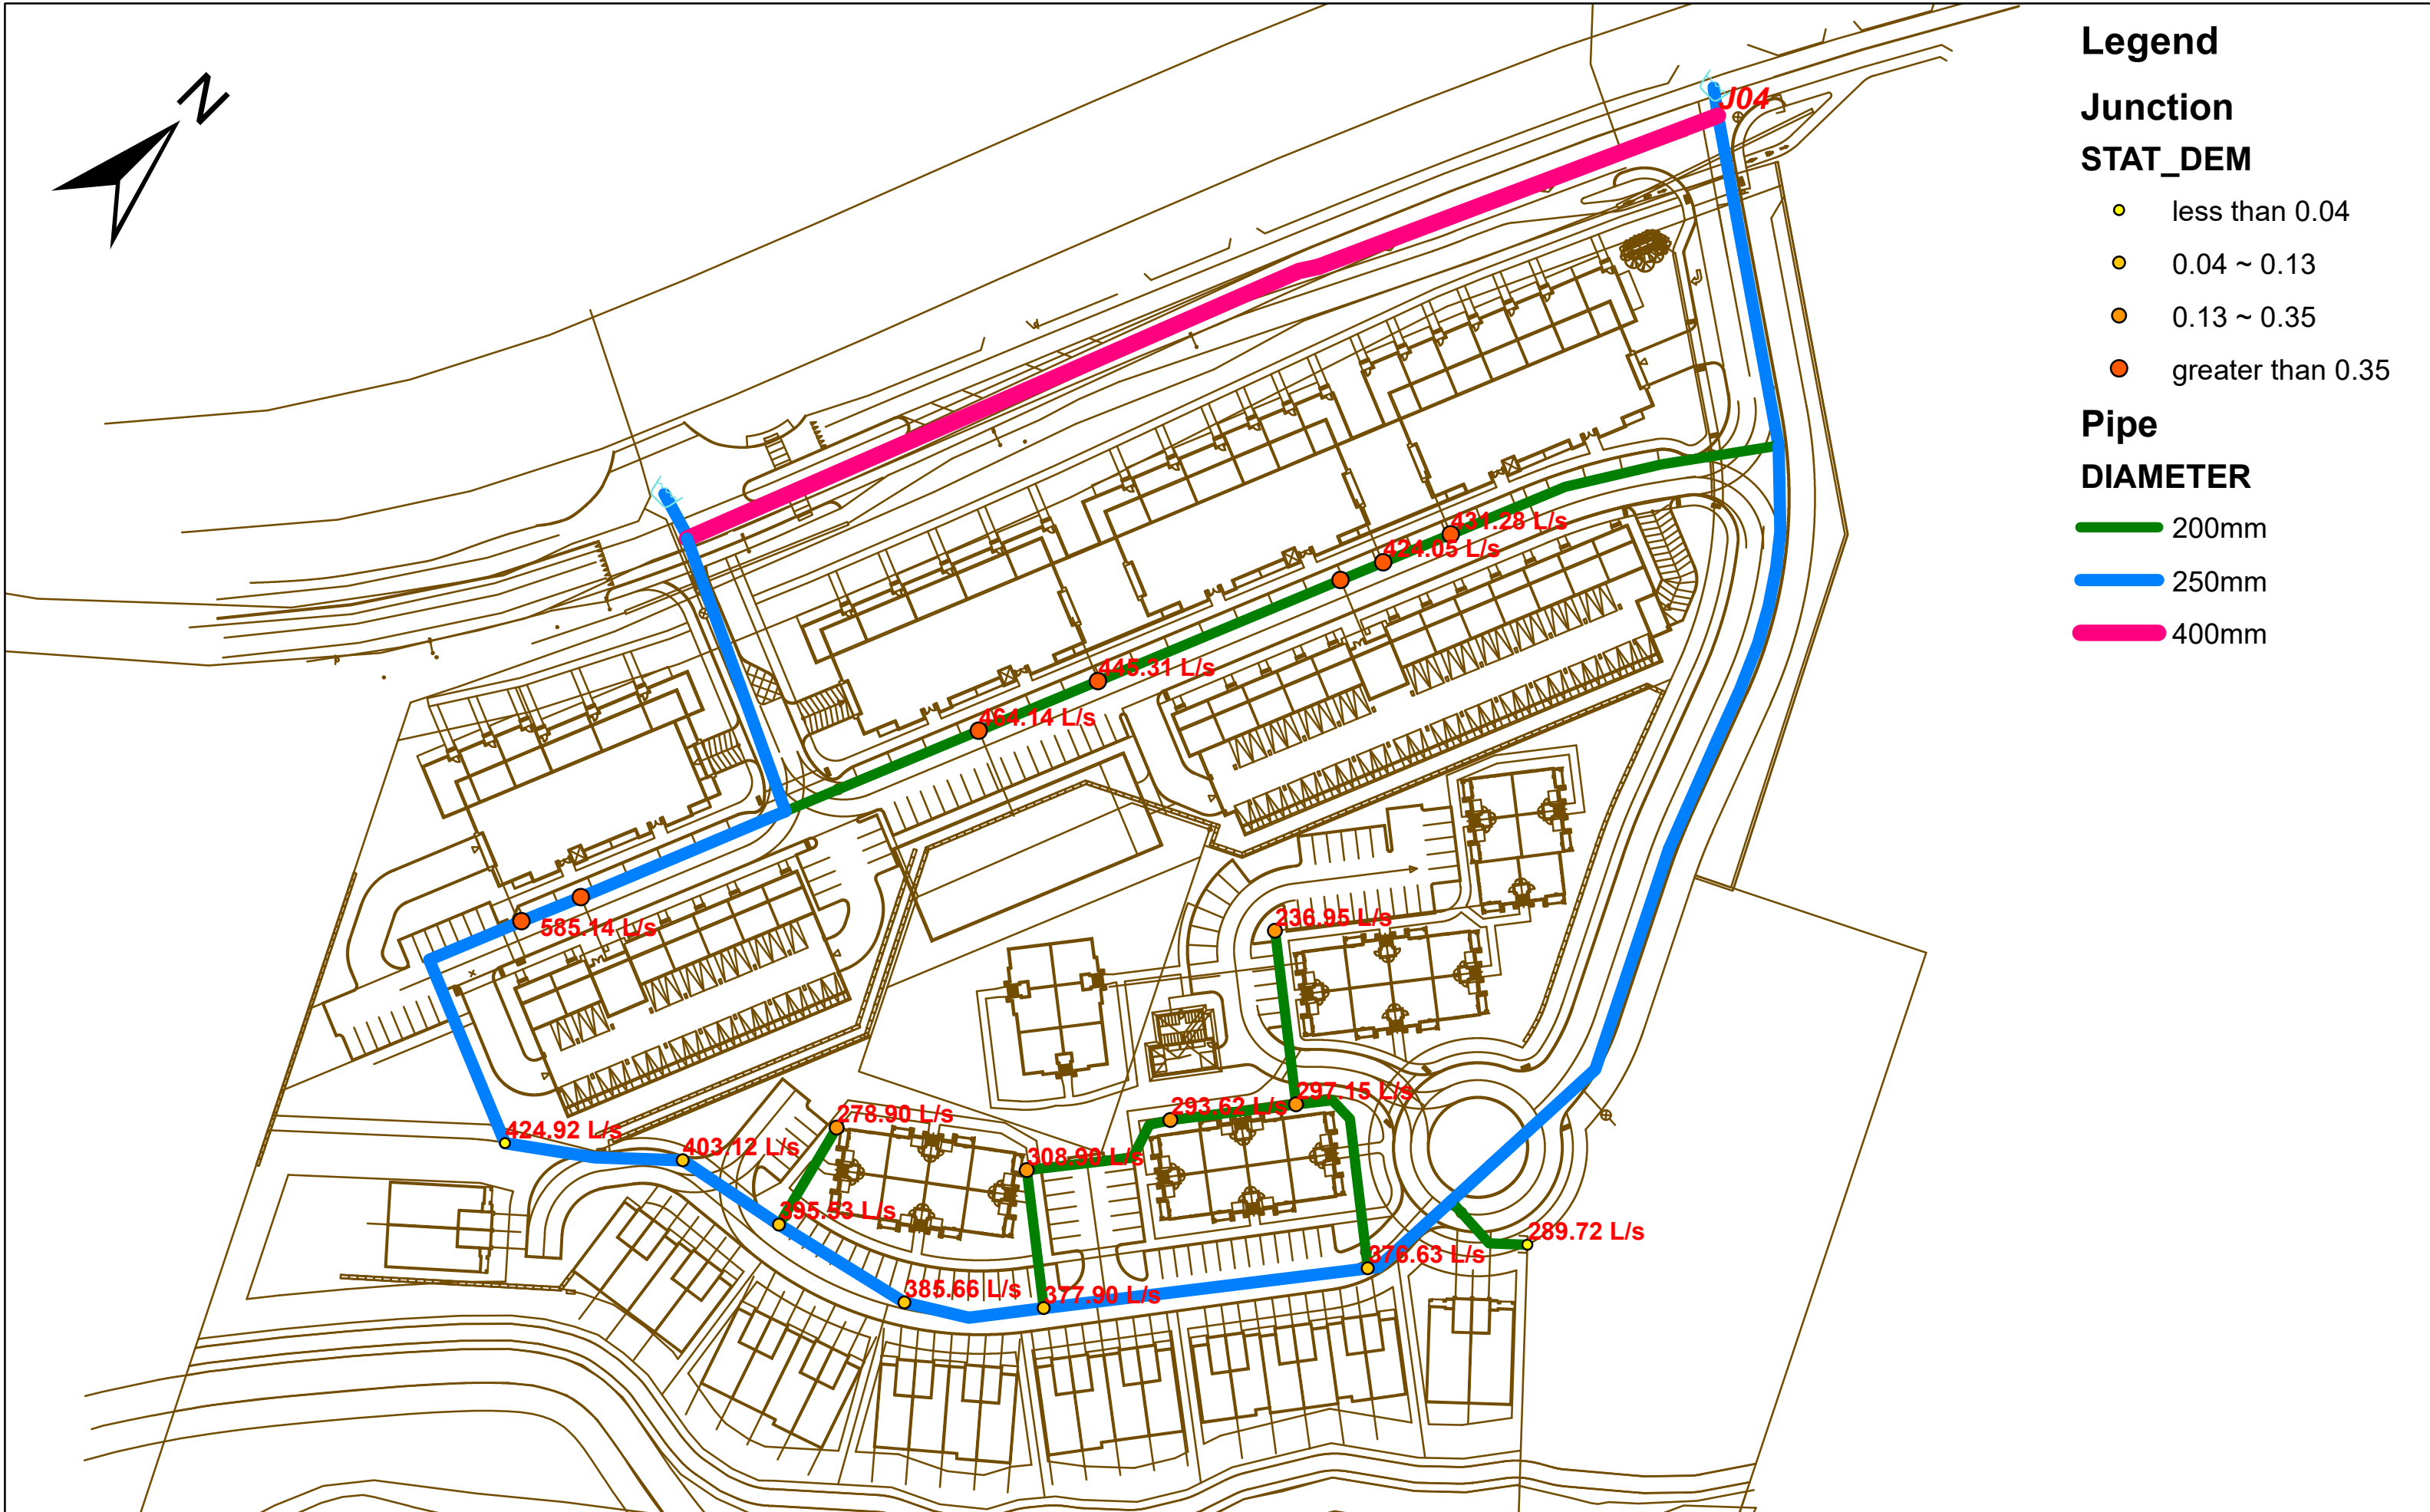 N
Legend
J04
Junction
STAT_DEM
less than 0.04
0.04 ~ 0.13
0.13 ~ 0.35
greater than 0.35
Pipe
DIAMETER
200mm
250mm
400mm
431.28 L/s
424.05 L/s
445.31 L/s
464.14 L/s
585.14 L/s
236.95 L/s
297.15 L/s
293.62 L/s
278.90 L/s
424.92 L/s
403.12 L/s
308.90 L/s
395.53 L/s
289.72 L/s
376.63 L/s
385.66 L/s
377.90 L/s